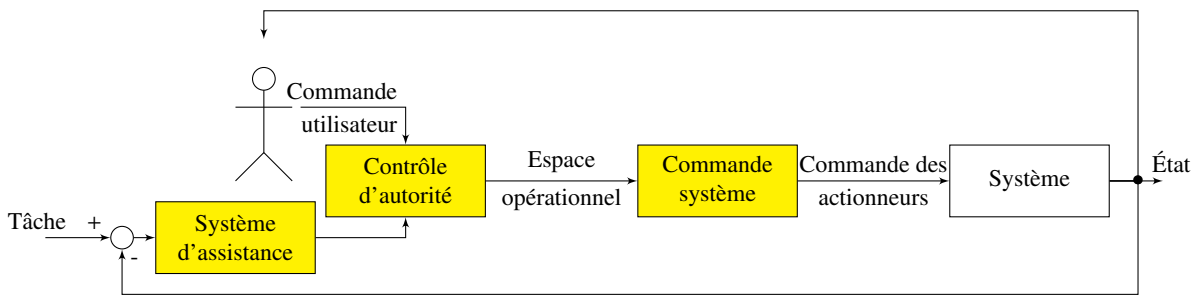 Commande
utilisateur
Contrôle
d'autorité
Espace
opérationnel
Commande
système
Commande des
actionneurs
Système
État
Tâche
+
-
Système
d'assistance